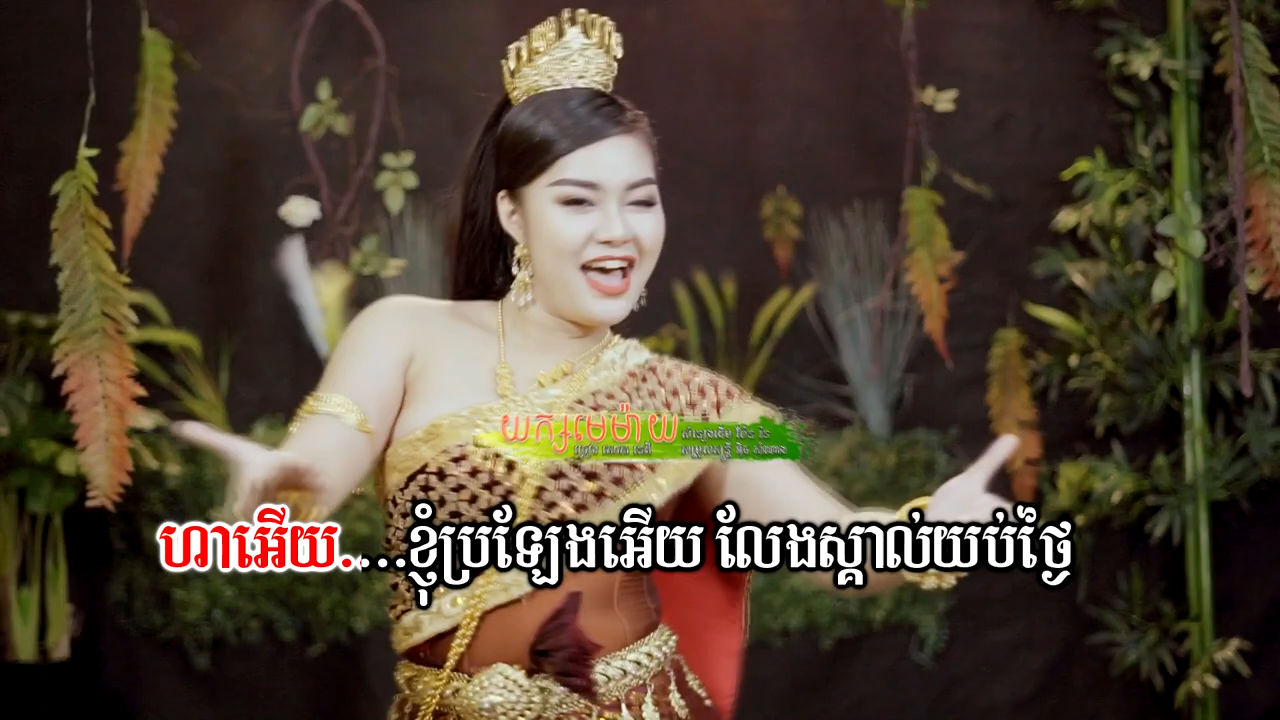 យក្សមេម៉ាយ
ហាអើយ.....ខ្ញុំប្រឡែងអើយ លែងស្គាល់យប់ថ្ងៃ